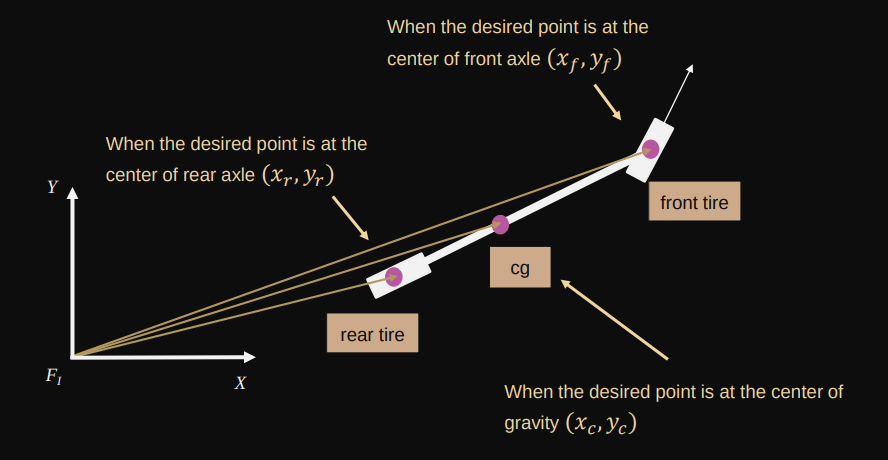 When the desired point is at the
center of front axle (x_f, y_f)
When the desired point is at the
center of rear axle (x_r, y_r)
Y
front tire
cg
rear tire
F_I
X
When the desired point is at the center of
gravity (x_c, y_c)